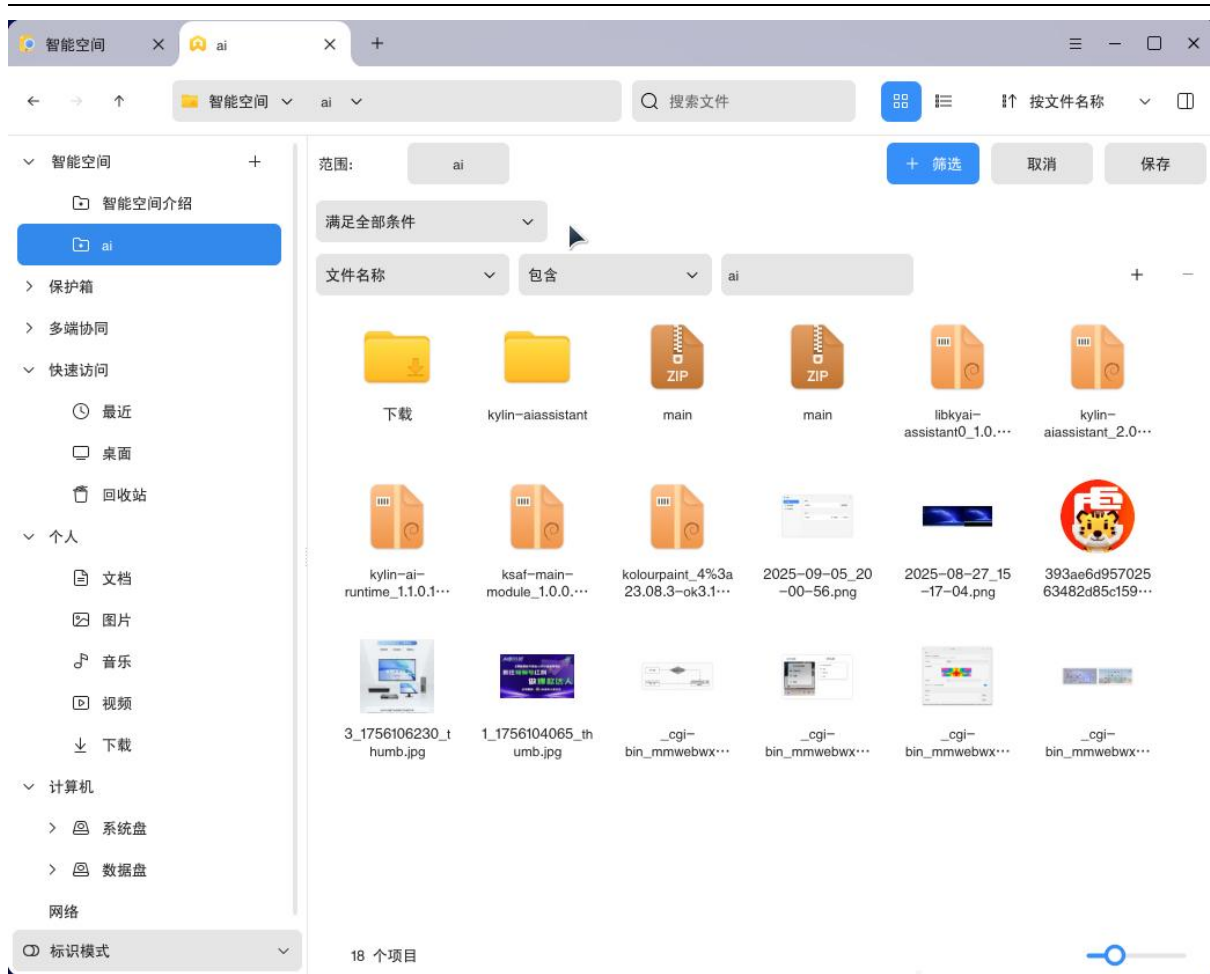 智能空间
ai
智能空间 ai
搜索文件
按文件名称
智能空间
智能空间介绍
ai
保护箱
多端协同
快速访问
最近
桌面
回收站
个人
文档
图片
音乐
视频
下载
计算机
系统盘
数据盘
网络
标识模式
范围:
ai
+ 筛选
取消
保存
满足全部条件
文件名称
包含
ai
ZIP
ZIP
下载
kylin-aiassistant
main
main
libkyai-
assistant0_1.0.···
kylin-
aiassistant_2.0···
kylin-ai-
runtime_1.1.0.1···
ksaf-main-
module_1.0.0.···
kolourpaint_4%3a
23.08.3-ok3.1···
2025-09-05_20
-00-56.png
2025-08-27_15
-17-04.png
393ae6d957025
63482d85c159···
3_1756106230_t
humb.jpg
1_1756104065_th
umb.jpg
_cgi-
bin_mmwebwx···
_cgi-
bin_mmwebwx···
_cgi-
bin_mmwebwx···
_cgi-
bin_mmwebwx···
18 个项目